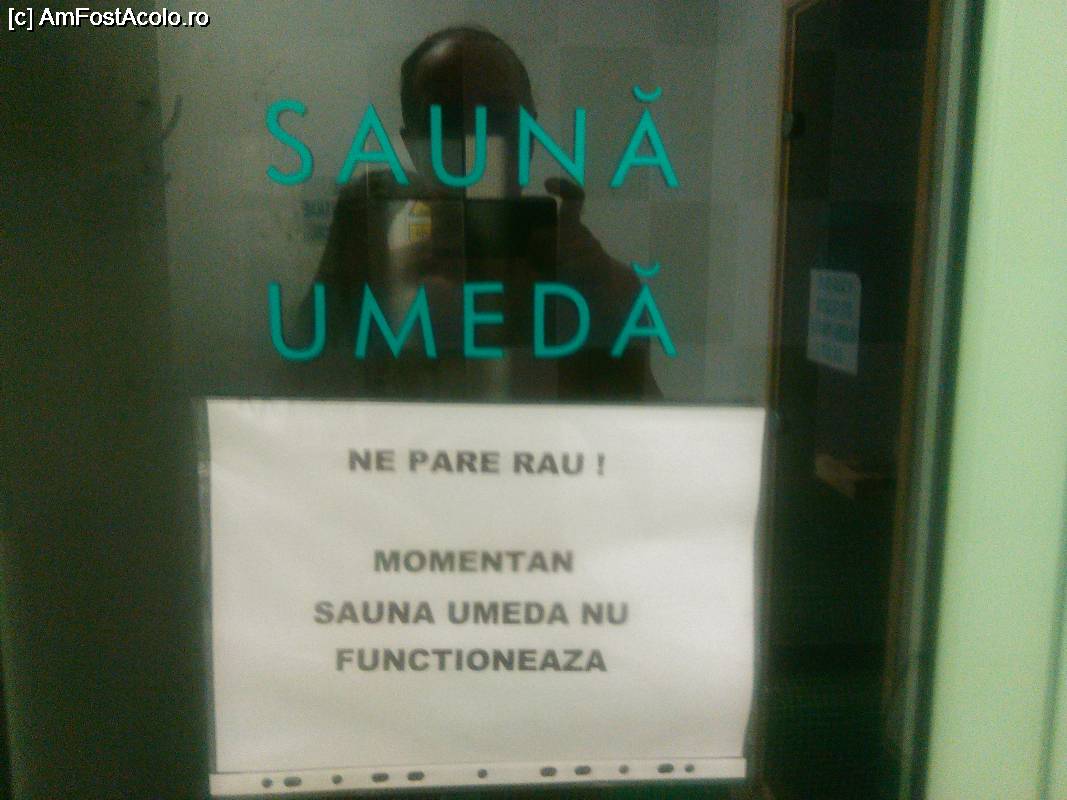 [c] AmFostAcolo.ro
SAUNĂ
UMEDĂ
NE PARE RAU !
MOMENTAN
SAUNA UMEDA NU
FUNCTIONEAZA